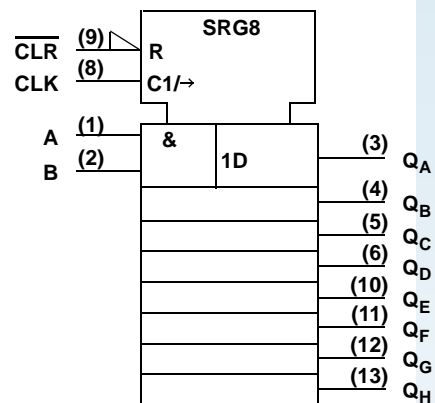 SRG8
CLR (9) R
CLK (8) C1/→
A (1) & 1D (3) QA
B (2)
(4) QB
(5) QC
(6) QD
(10) QE
(11) QF
(12) QG
(13) QH